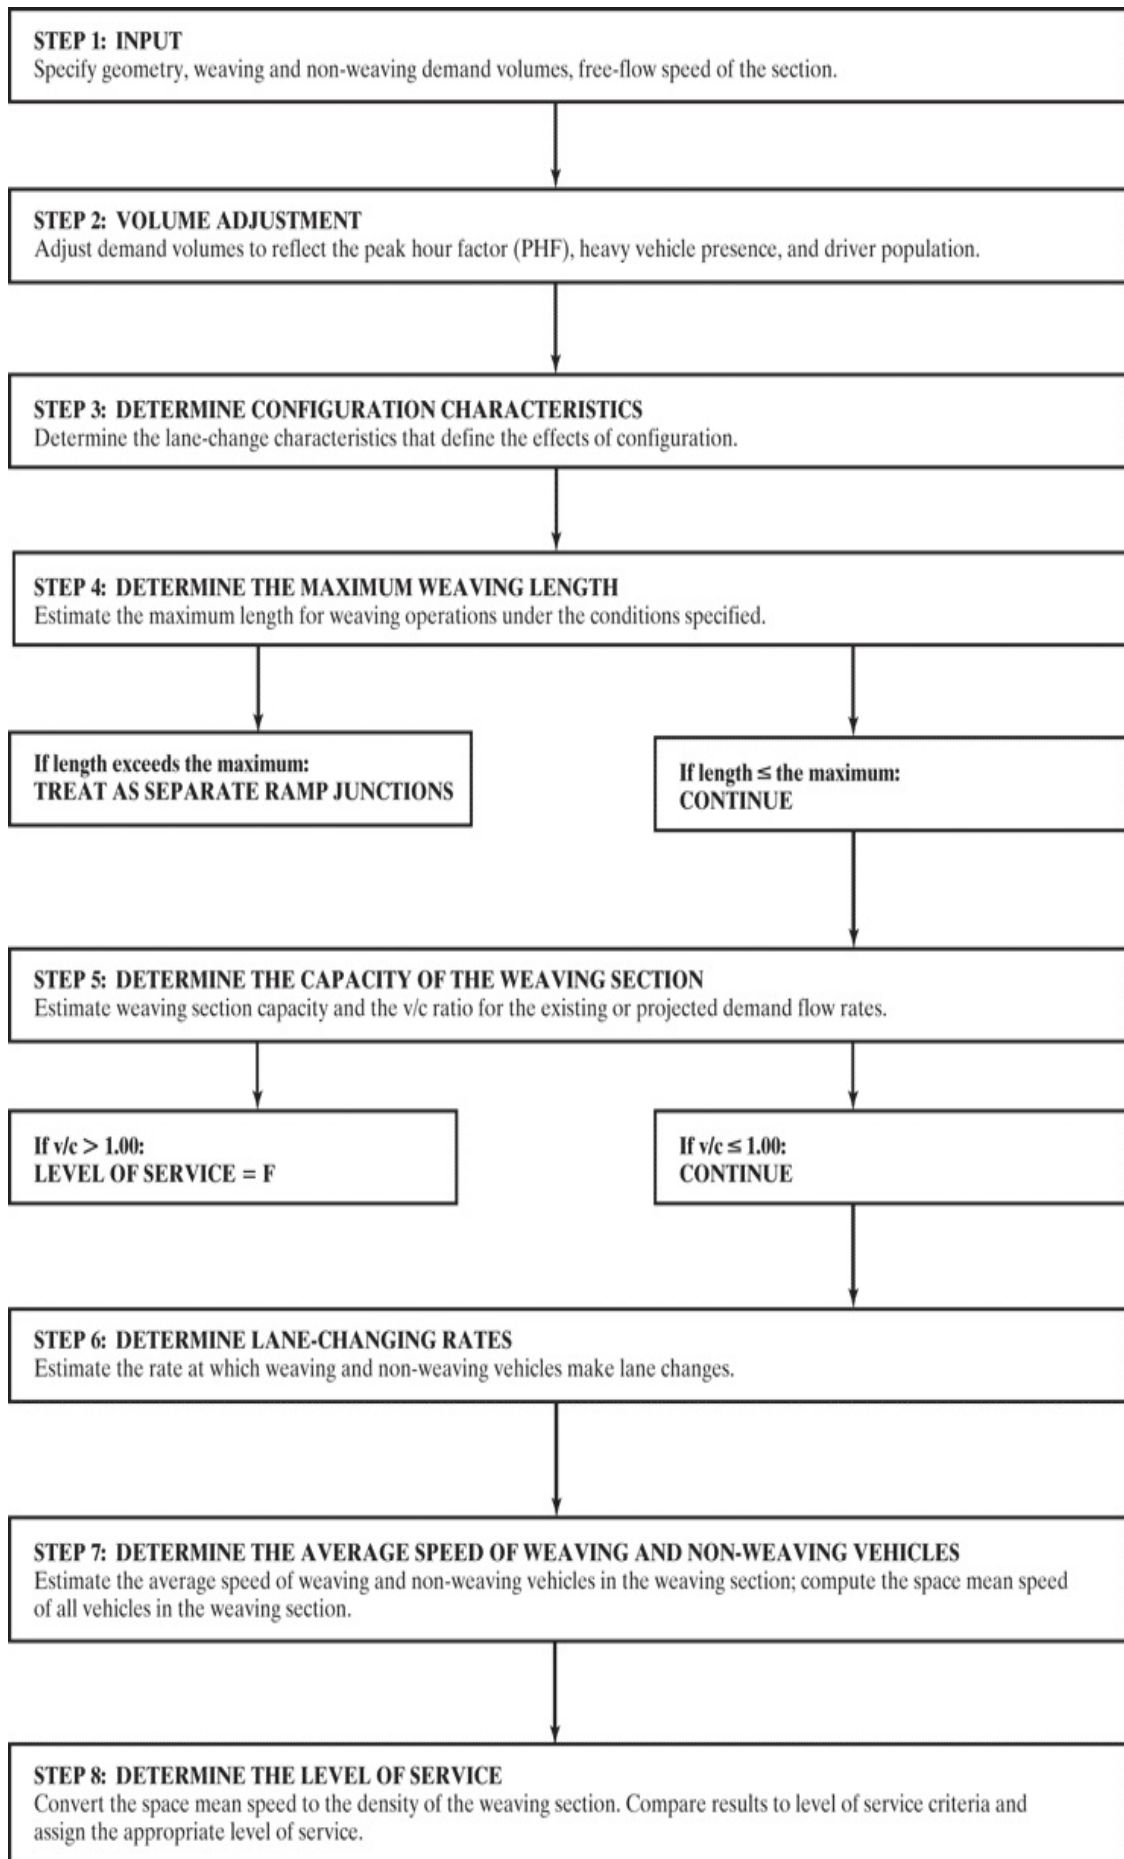 STEP 1: INPUT
Specify geometry, weaving and non-weaving demand volumes, free-flow speed of the section.
STEP 2: VOLUME ADJUSTMENT
Adjust demand volumes to reflect the peak hour factor (PHF), heavy vehicle presence, and driver population.
STEP 3: DETERMINE CONFIGURATION CHARACTERISTICS
Determine the lane-change characteristics that define the effects of configuration.
STEP 4: DETERMINE THE MAXIMUM WEAVING LENGTH
Estimate the maximum length for weaving operations under the conditions specified.
If length exceeds the maximum:
TREAT AS SEPARATE RAMP JUNCTIONS
If length ≤ the maximum:
CONTINUE
STEP 5: DETERMINE THE CAPACITY OF THE WEAVING SECTION
Estimate weaving section capacity and the v/c ratio for the existing or projected demand flow rates.
If v/c > 1.00:
LEVEL OF SERVICE = F
If v/c ≤ 1.00:
CONTINUE
STEP 6: DETERMINE LANE-CHANGING RATES
Estimate the rate at which weaving and non-weaving vehicles make lane changes.
STEP 7: DETERMINE THE AVERAGE SPEED OF WEAVING AND NON-WEAVING VEHICLES
Estimate the average speed of weaving and non-weaving vehicles in the weaving section; compute the space mean speed
of all vehicles in the weaving section.
STEP 8: DETERMINE THE LEVEL OF SERVICE
Convert the space mean speed to the density of the weaving section. Compare results to level of service criteria and
assign the appropriate level of service.